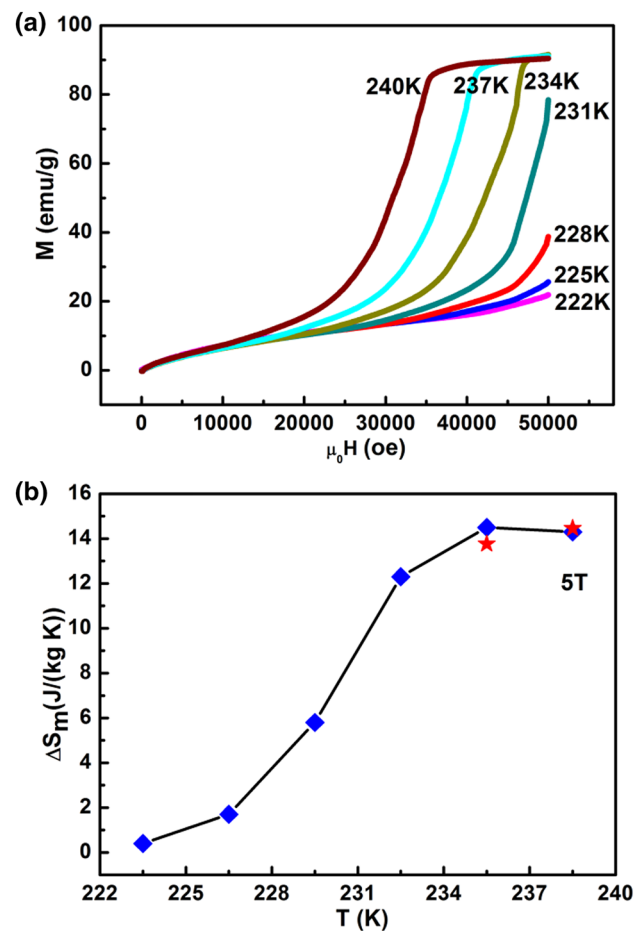 (a)
100
80
60
40
20
0
M (emu/g)
240K
237K
234K
231K
228K
225K
222K
0 10000 20000 30000 40000 50000
μ₀H (oe)
(b)
16
14
12
10
8
6
4
2
0
ΔSm(J/(kg K))
5T
222 225 228 231 234 237 240
T (K)